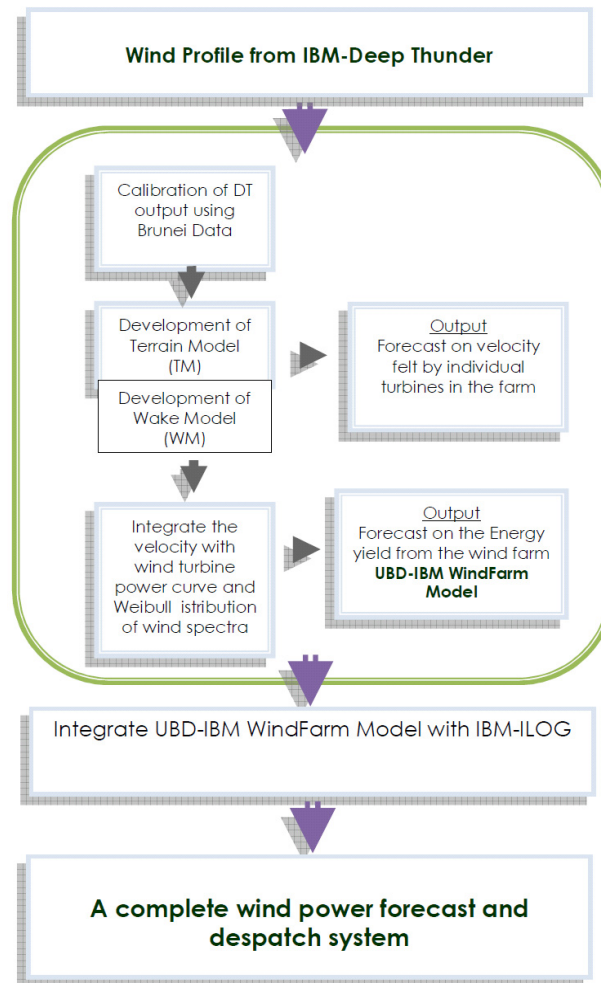 Wind Profile from IBM-Deep Thunder
Calibration of DT
output using
Brunei Data
Development of
Terrain Model
(TM)
Output
Forecast on velocity
felt by individual
turbines in the farm
Development of
Wake Model
(WM)
Integrate the
velocity with
wind turbine
power curve and
Weibull istribution
of wind spectra
Output
Forecast on the Energy
yield from the wind farm
UBD-IBM WindFarm
Model
Integrate UBD-IBM WindFarm Model with IBM-ILOG
A complete wind power forecast and
despatch system